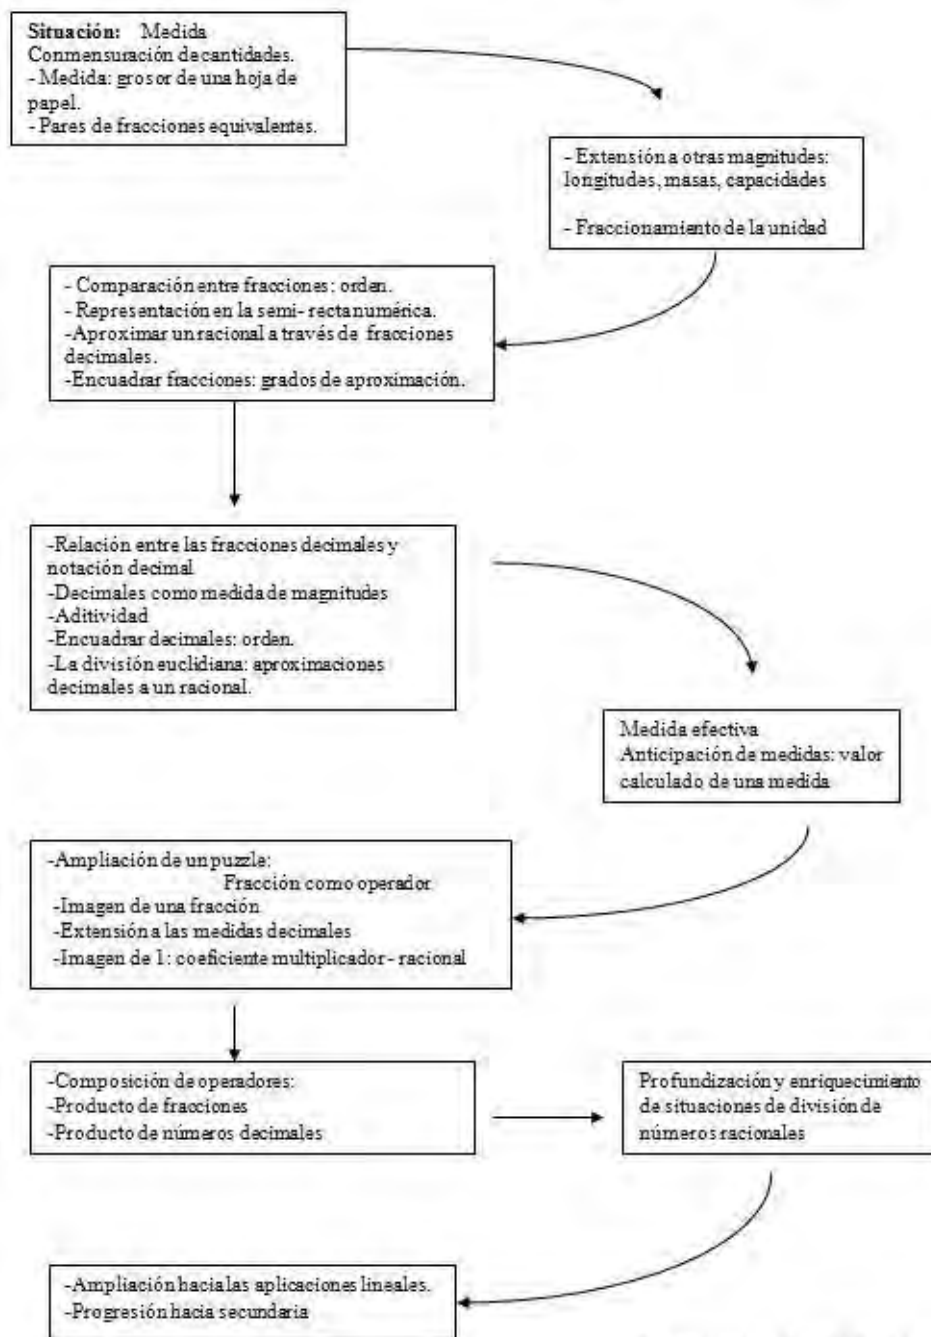 Situación: Medida
Conmensuración de cantidades.
- Medida: grosor de una hoja de
papel.
- Pares de fracciones equivalentes.
- Extensión a otras magnitudes:
longitudes, masas, capacidades
- Fraccionamiento de la unidad
- Comparación entre fracciones: orden.
- Representación en la semi- recta numérica.
-Aproximar un racional a través de fracciones
decimales.
-Encuadrar fracciones: grados de aproximación.
-Relación entre las fracciones decimales y
notación decimal
-Decimales como medida de magnitudes
-Aditividad
-Encuadrar decimales: orden.
-La división euclidiana: aproximaciones
decimales a un racional.
Medida efectiva
Anticipación de medidas: valor
calculado de una medida
-Ampliación de un puzzle:
Fracción como operador
-Imagen de una fracción
-Extensión a las medidas decimales
-Imagen de 1: coeficiente multiplicador - racional
-Composición de operadores:
-Producto de fracciones
-Producto de números decimales
Profundización y enriquecimiento
de situaciones de división de
números racionales
-Ampliación hacia las aplicaciones lineales.
-Progresión hacia secundaria